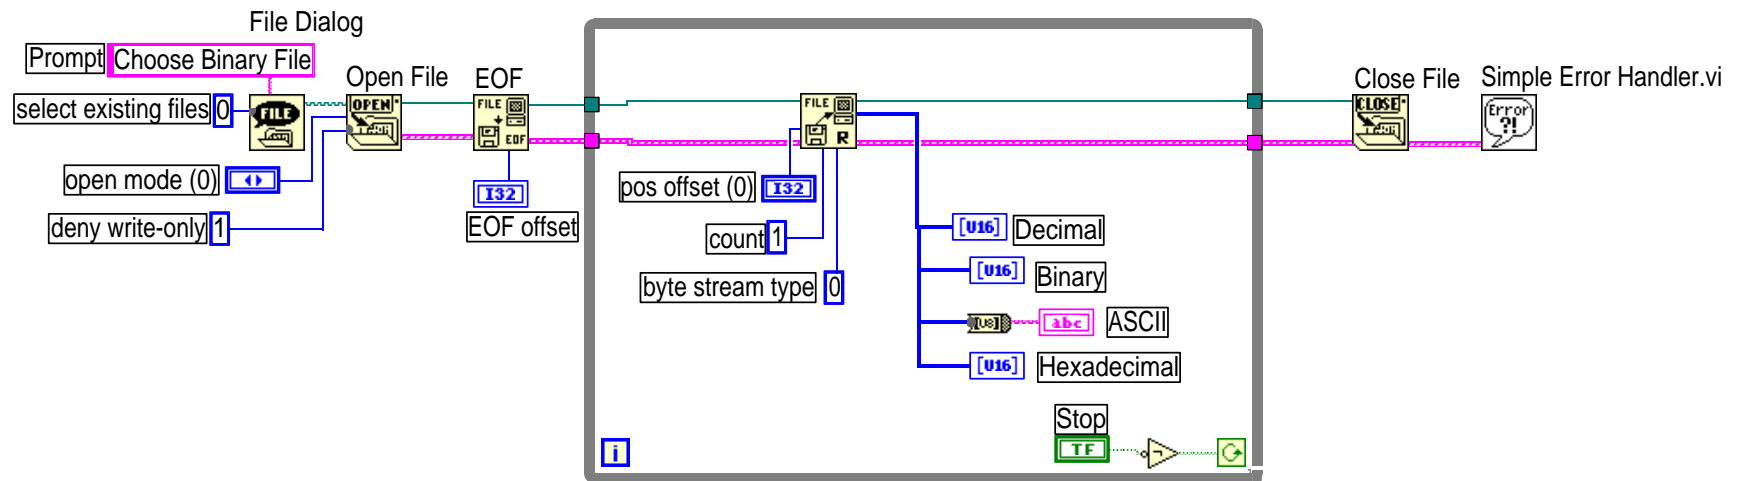 File Dialog
Prompt Choose Binary File
Open File
EOF
Close File
Simple Error Handler.vi
select existing files 0
FILE
OPEN
FILE
EOF
FILE
R
CLOSE
Error
?!
open mode (0)
I32
pos offset (0) I32
deny write-only 1
EOF offset
count 1
[U16] Decimal
byte stream type 0
[U16] Binary
[U8] abc ASCII
[U16] Hexadecimal
Stop
TF
i